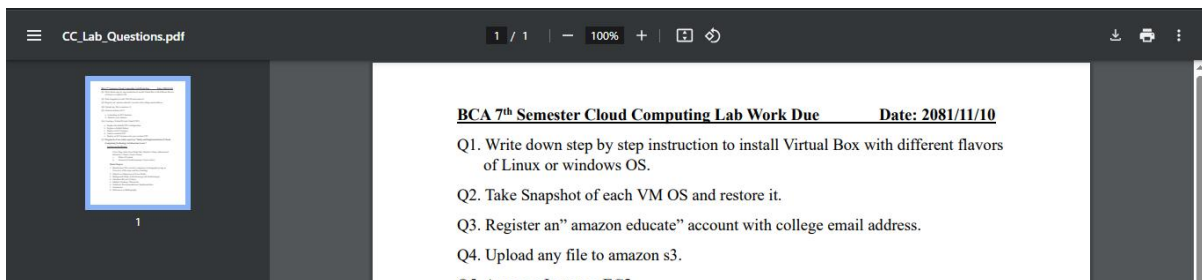 CC_Lab_Questions.pdf
1 / 1
100%
1
BCA 7th Semester Cloud Computing Lab Work Due Date: 2081/11/10
Q1. Write down step by step instruction to install Virtual Box with different flavors
of Linux or windows OS.
Q2. Take Snapshot of each VM OS and restore it.
Q3. Register an” amazon educate” account with college email address.
Q4. Upload any file to amazon s3.